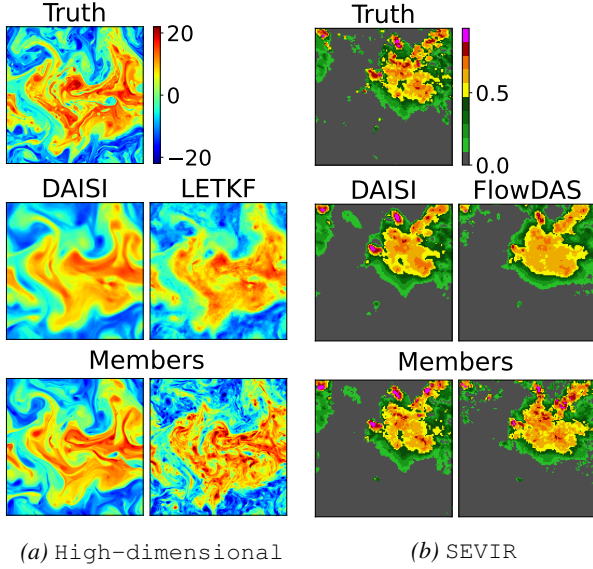 Truth
20
0
−20
DAISI LETKF
Members
(a) High-dimensional
Truth
0.5
0.0
DAISI FlowDAS
Members
(b) SEVIR